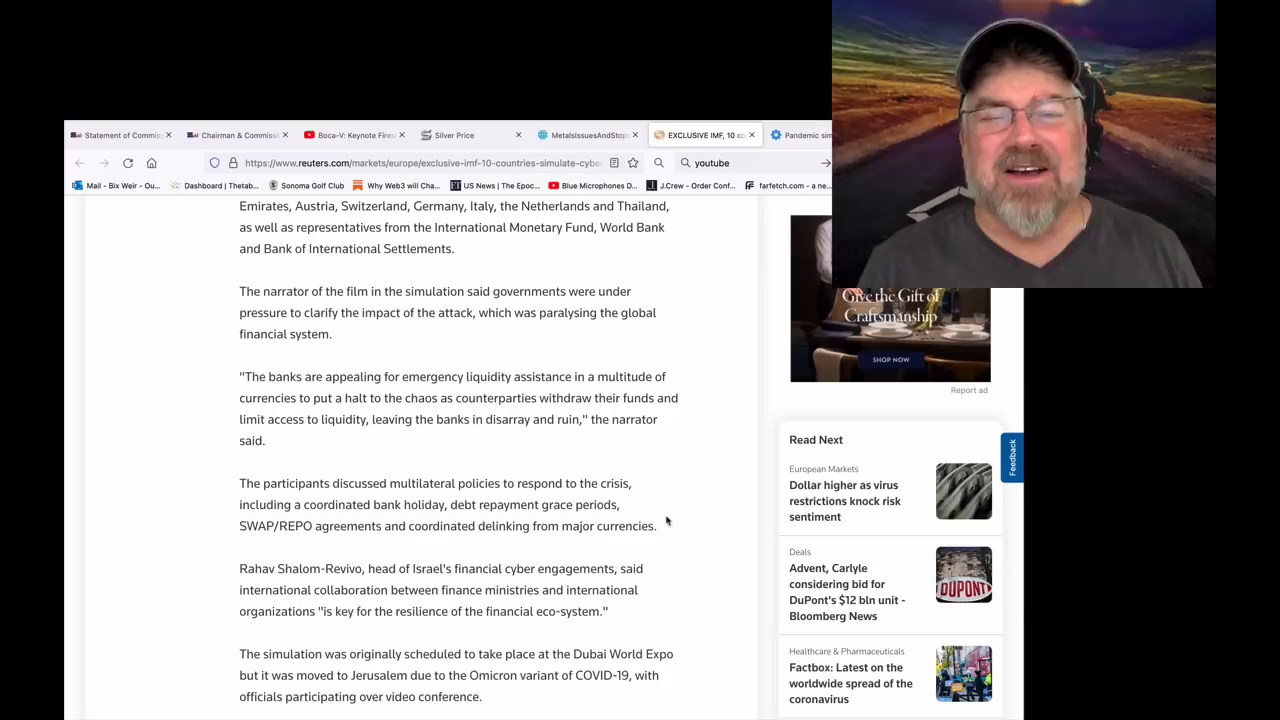 Statement of Commis
Chairman & Commissi
Boca-V: Keynote Fires
Silver Price
MetalsIssuesAndStop
EXCLUSIVE IMF, 10 co
Pandemic sim
https://www.reuters.com/markets/europe/exclusive-imf-10-countries-simulate-cybe
youtube
Mail - Bix Weir - Ou...
Dashboard | Thetab...
Sonoma Golf Club
Why Web3 will Cha...
US News | The Epoc...
Blue Microphones D...
J.Crew - Order Conf...
farfetch.com - a ne...
Emirates, Austria, Switzerland, Germany, Italy, the Netherlands and Thailand,
as well as representatives from the International Monetary Fund, World Bank
and Bank of International Settlements.
The narrator of the film in the simulation said governments were under
pressure to clarify the impact of the attack, which was paralysing the global
financial system.
"The banks are appealing for emergency liquidity assistance in a multitude of
currencies to put a halt to the chaos as counterparties withdraw their funds and
limit access to liquidity, leaving the banks in disarray and ruin," the narrator
said.
The participants discussed multilateral policies to respond to the crisis,
including a coordinated bank holiday, debt repayment grace periods,
SWAP/REPO agreements and coordinated delinking from major currencies.
Rahav Shalom-Revivo, head of Israel's financial cyber engagements, said
international collaboration between finance ministries and international
organizations "is key for the resilience of the financial eco-system."
The simulation was originally scheduled to take place at the Dubai World Expo
but it was moved to Jerusalem due to the Omicron variant of COVID-19, with
officials participating over video conference.
Give the Gift of
Craftsmanship
SHOP NOW
Report ad
Feedback
Read Next
European Markets
Dollar higher as virus
restrictions knock risk
sentiment
Deals
Advent, Carlyle
considering bid for
DuPont's $12 bln unit -
Bloomberg News
DUPONT
Healthcare & Pharmaceuticals
Factbox: Latest on the
worldwide spread of the
coronavirus